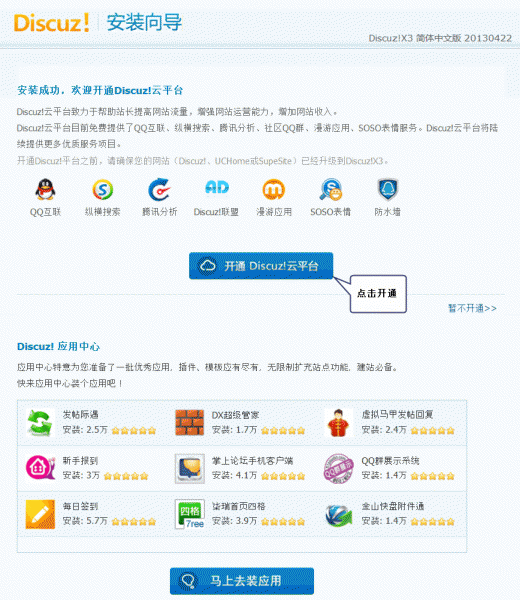 Discuz! 安装向导
Discuz!X3 简体中文版 20130422
安装成功，欢迎开通Discuz!云平台
Discuz!云平台致力于帮助站长提高网站流量，增强网站运营能力，增加网站收入。
Discuz!云平台目前免费提供了QQ互联、纵横搜索、腾讯分析、社区QQ群、漫游应用、SOSO表情服务。Discuz!云平台将陆
续提供更多优质服务项目。
开通Discuz!平台之前，请确保您的网站（Discuz!、UCHome或SupeSite）已经升级到Discuz!X3。
AD
QQ互联 纵横搜索 腾讯分析 Discuz!联盟 漫游应用 SOSO表情 防水墙
开通 Discuz!云平台
点击开通
暂不开通>>
Discuz! 应用中心
应用中心特意为您准备了一批优秀应用，插件、模板应有尽有，无限制扩充站点功能，建站必备。
快来应用中心装个应用吧！
发帖际遇 DX超级管家 虚拟马甲发帖回复
安装: 2.5万 安装: 1.7万 安装: 2.4万
新手报到 掌上论坛手机客户端 QQ群展示系统
安装: 3万 安装: 4.1万 安装: 1.4万
每日签到 柒瑞首页四格 金山快盘附件通
四格
7ree
安装: 5.7万 安装: 3.9万 安装: 1.4万
马上去装应用